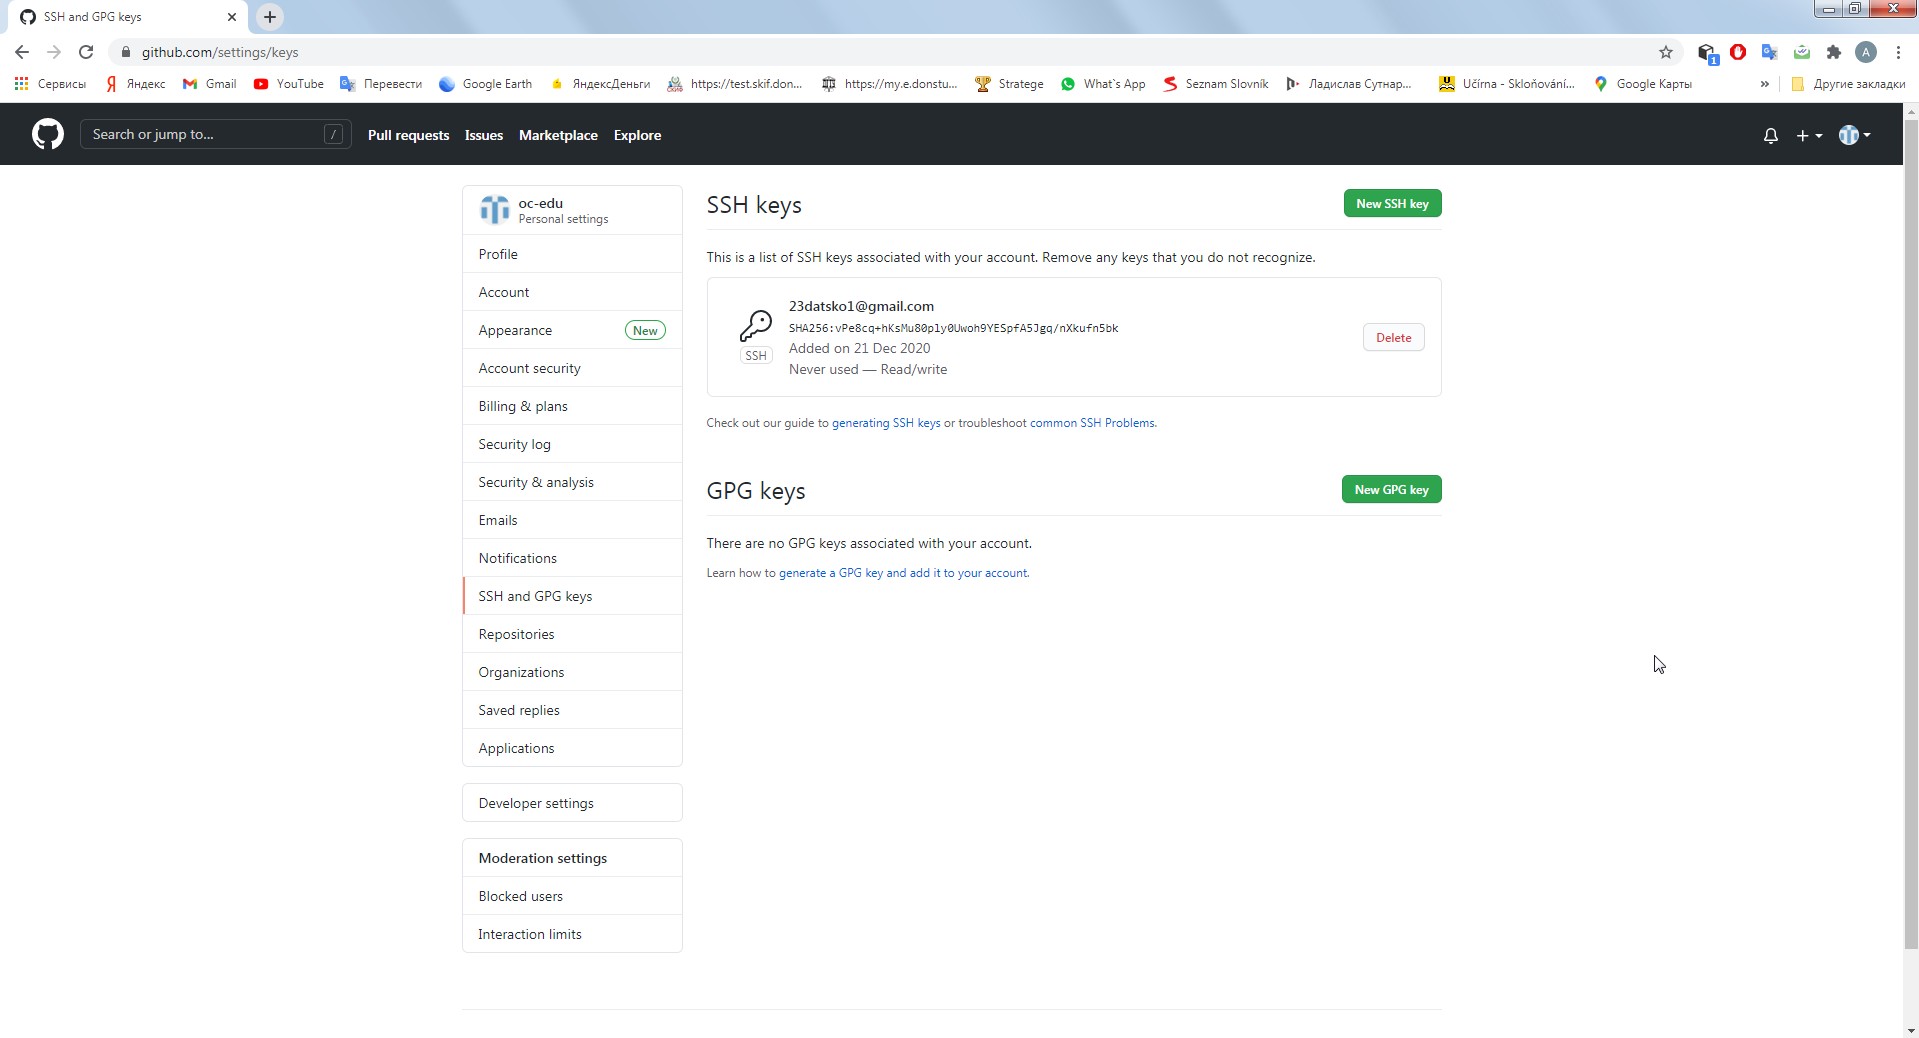 SSH and GPG keys
github.com/settings/keys
1
A
Сервисы
Яндекс
Gmail
YouTube
Перевести
Google Earth
ЯндексДеньги
https://test.skif.don...
https://my.e.donstu...
Stratege
What`s App
Seznam Slovník
Ладислав Сутнар...
Učírna - Skloňování...
Google Карты
»
Другие закладки
Search or jump to...
/
Pull requests
Issues
Marketplace
Explore
oc-edu
Personal settings
Profile
Account
Appearance
New
Account security
Billing & plans
Security log
Security & analysis
Emails
Notifications
SSH and GPG keys
Repositories
Organizations
Saved replies
Applications
Developer settings
Moderation settings
Blocked users
Interaction limits
SSH keys
New SSH key
This is a list of SSH keys associated with your account. Remove any keys that you do not recognize.
SSH
23datsko1@gmail.com
SHA256:vPe8cq+hKsMu80ply0Uwoh9YESpfA5Jgq/nXkufn5bk
Added on 21 Dec 2020
Never used — Read/write
Delete
Check out our guide to generating SSH keys or troubleshoot common SSH Problems.
GPG keys
New GPG key
There are no GPG keys associated with your account.
Learn how to generate a GPG key and add it to your account.